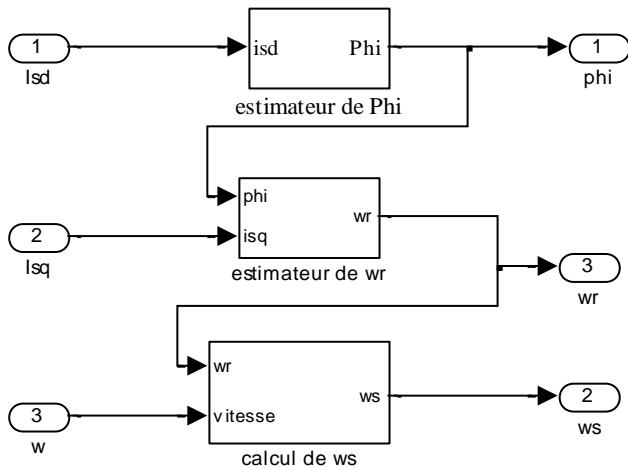 1
Isd
isd
Phi
estimateur de Phi
1
phi
2
Isq
phi
isq
wr
estimateur de wr
3
wr
3
w
wr
vitesse
ws
calcul de ws
2
ws